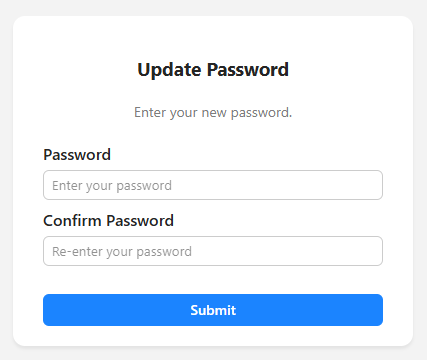 Update Password
Enter your new password.
Password
Enter your password
Confirm Password
Re-enter your password
Submit